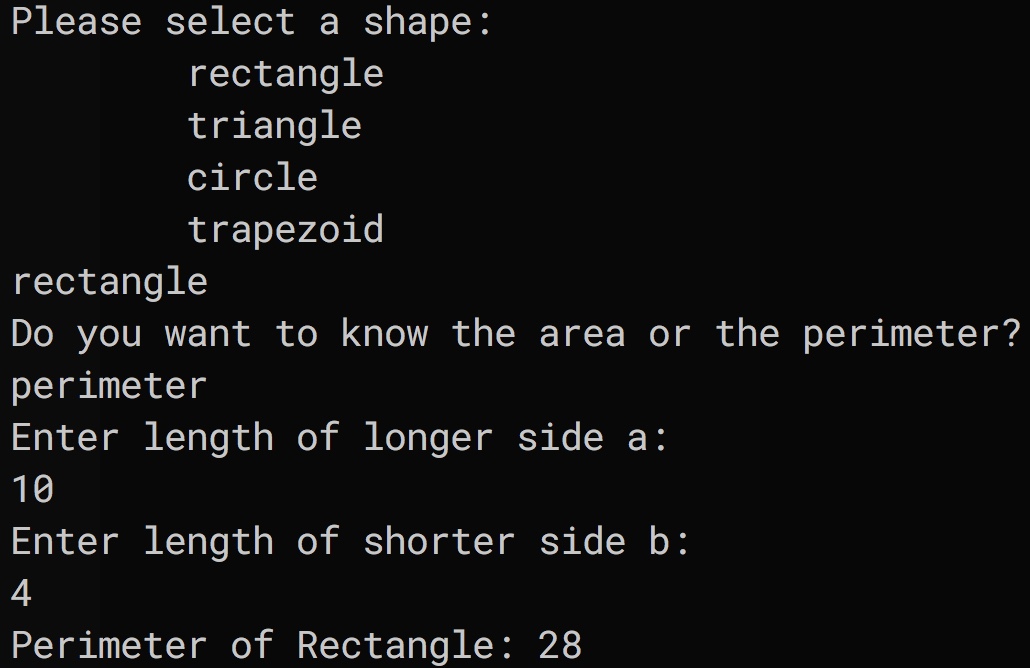 Please select a shape:
rectangle
triangle
circle
trapezoid
rectangle
Do you want to know the area or the perimeter?
perimeter
Enter length of longer side a:
10
Enter length of shorter side b:
4
Perimeter of Rectangle: 28